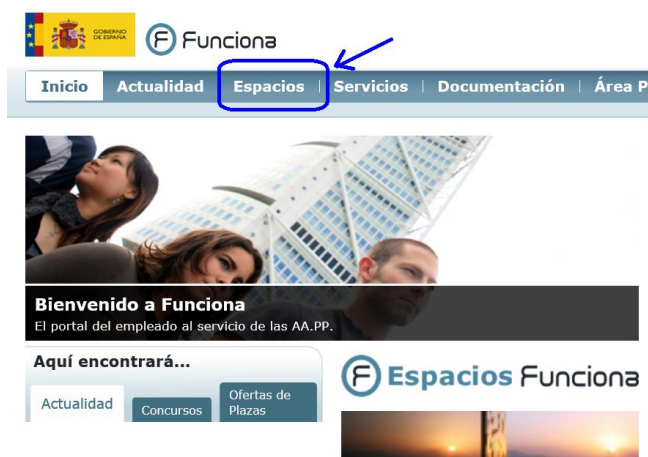 GOBIERNO
DE ESPAÑA
F Funciona
Inicio Actualidad Espacios Servicios Documentación Área P
Bienvenido a Funciona
El portal del empleado al servicio de las AA.PP.
Aquí encontrará...
Actualidad
Concursos
Ofertas de
Plazas
F Espacios Funciona